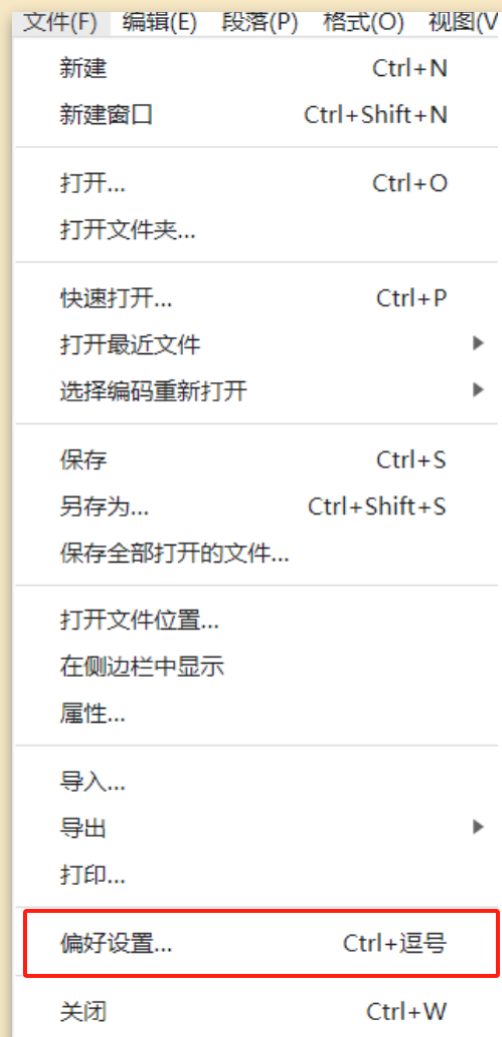 文件(F) 编辑(E) 段落(P) 格式(O) 视图(V
新建 Ctrl+N
新建窗口 Ctrl+Shift+N
打开... Ctrl+O
打开文件夹...
快速打开... Ctrl+P
打开最近文件
选择编码重新打开
保存 Ctrl+S
另存为... Ctrl+Shift+S
保存全部打开的文件...
打开文件位置...
在侧边栏中显示
属性...
导入...
导出
打印...
偏好设置... Ctrl+逗号
关闭 Ctrl+W